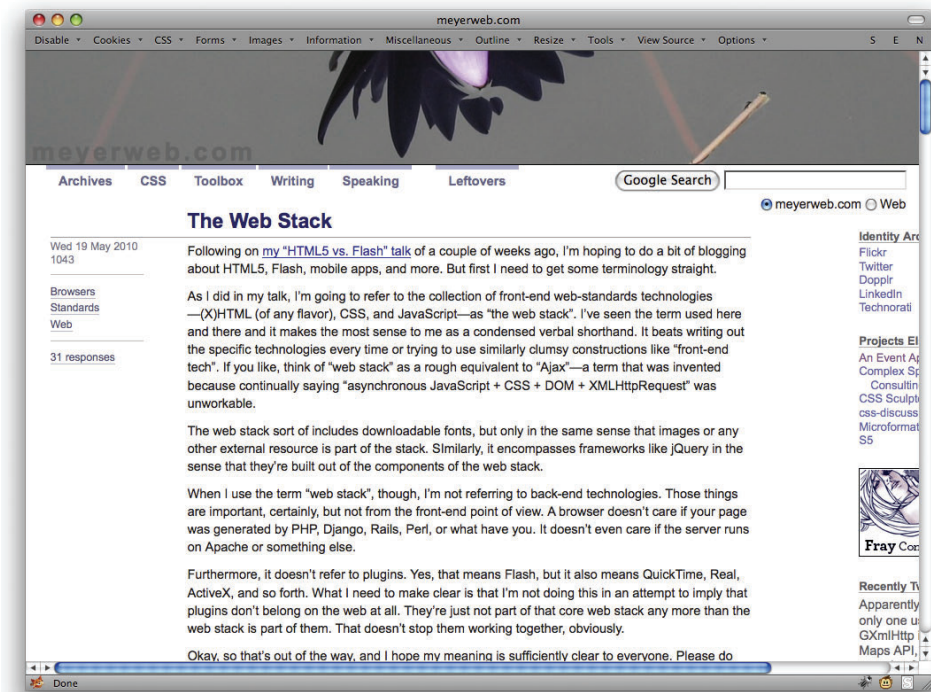 meyerweb.com
Disable Cookies CSS Forms Images Information Miscellaneous Outline Resize Tools View Source Options S E N
meyerweb.com
Archives CSS Toolbox Writing Speaking Leftovers Google Search
meyerweb.com Web
The Web Stack
Wed 19 May 2010
1043
Browsers
Standards
Web
31 responses
Following on my “HTML5 vs. Flash” talk of a couple of weeks ago, I’m hoping to do a bit of blogging
about HTML5, Flash, mobile apps, and more. But first I need to get some terminology straight.
As I did in my talk, I’m going to refer to the collection of front-end web-standards technologies
—(X)HTML (of any flavor), CSS, and JavaScript—as “the web stack”. I’ve seen the term used here
and there and it makes the most sense to me as a condensed verbal shorthand. It beats writing out
the specific technologies every time or trying to use similarly clumsy constructions like “front-end
tech”. If you like, think of “web stack” as a rough equivalent to “Ajax”—a term that was invented
because continually saying “asynchronous JavaScript + CSS + DOM + XMLHttpRequest” was
unworkable.
The web stack sort of includes downloadable fonts, but only in the same sense that images or any
other external resource is part of the stack. SImilarly, it encompasses frameworks like jQuery in the
sense that they’re built out of the components of the web stack.
When I use the term “web stack”, though, I’m not referring to back-end technologies. Those things
are important, certainly, but not from the front-end point of view. A browser doesn’t care if your page
was generated by PHP, Django, Rails, Perl, or what have you. It doesn’t even care if the server runs
on Apache or something else.
Furthermore, it doesn’t refer to plugins. Yes, that means Flash, but it also means QuickTime, Real,
ActiveX, and so forth. What I need to make clear is that I’m not doing this in an attempt to imply that
plugins don’t belong on the web at all. They’re just not part of that core web stack any more than the
web stack is part of them. That doesn’t stop them working together, obviously.
Okay, so that’s out of the way, and I hope my meaning is sufficiently clear to everyone. Please do
Identity Arc
Flickr
Twitter
Dopplr
LinkedIn
Technorati
Projects El
An Event Ap
Complex Sp
Consultin
CSS Sculpt
css-discuss
Microformat
S5
Fray Con
Recently Tw
Apparently
only one u
GXmlHttp
Maps API,
Done